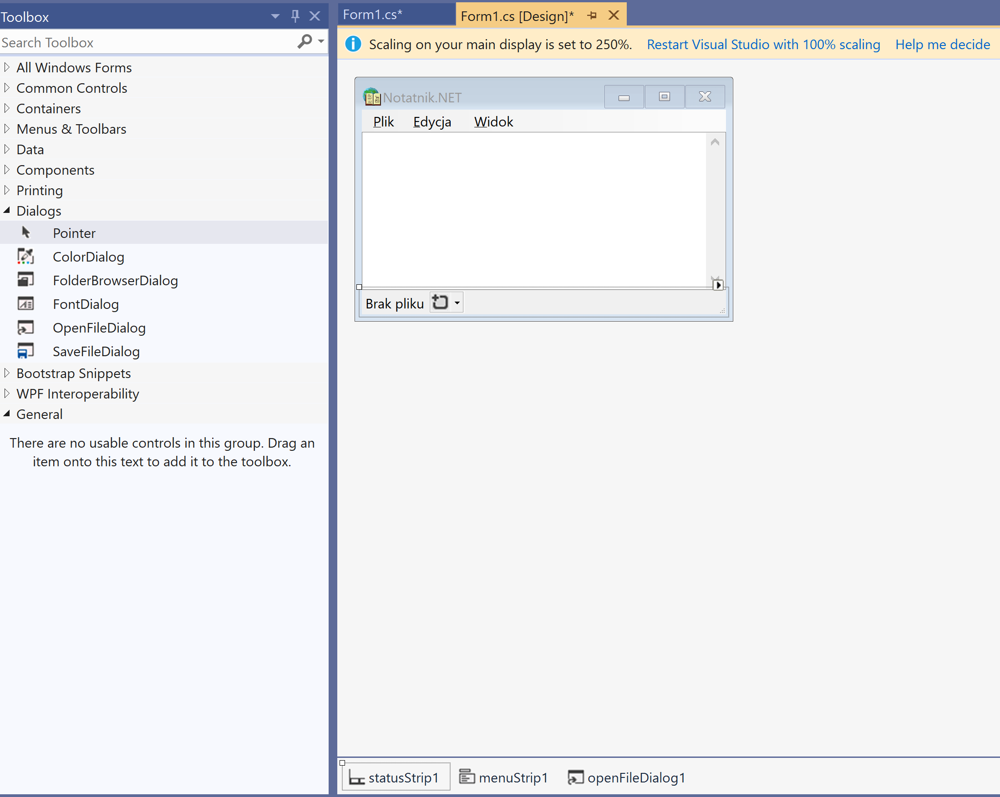 Toolbox
Search Toolbox
All Windows Forms
Common Controls
Containers
Menus & Toolbars
Data
Components
Printing
Dialogs
Pointer
ColorDialog
FolderBrowserDialog
FontDialog
OpenFileDialog
SaveFileDialog
Bootstrap Snippets
WPF Interoperability
General
There are no usable controls in this group. Drag an
item onto this text to add it to the toolbox.
Form1.cs* Form1.cs [Design]*
Scaling on your main display is set to 250%. Restart Visual Studio with 100% scaling Help me decide
Notatnik.NET
Plik Edycja Widok
Brak pliku
statusStrip1 menuStrip1 openFileDialog1